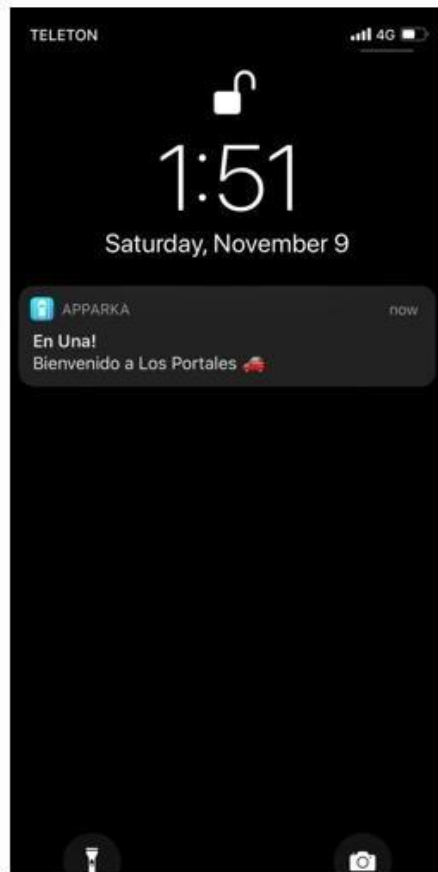 TELETON
4G
1:51
Saturday, November 9
APPARKA now
En Una!
Bienvenido a Los Portales 🚗